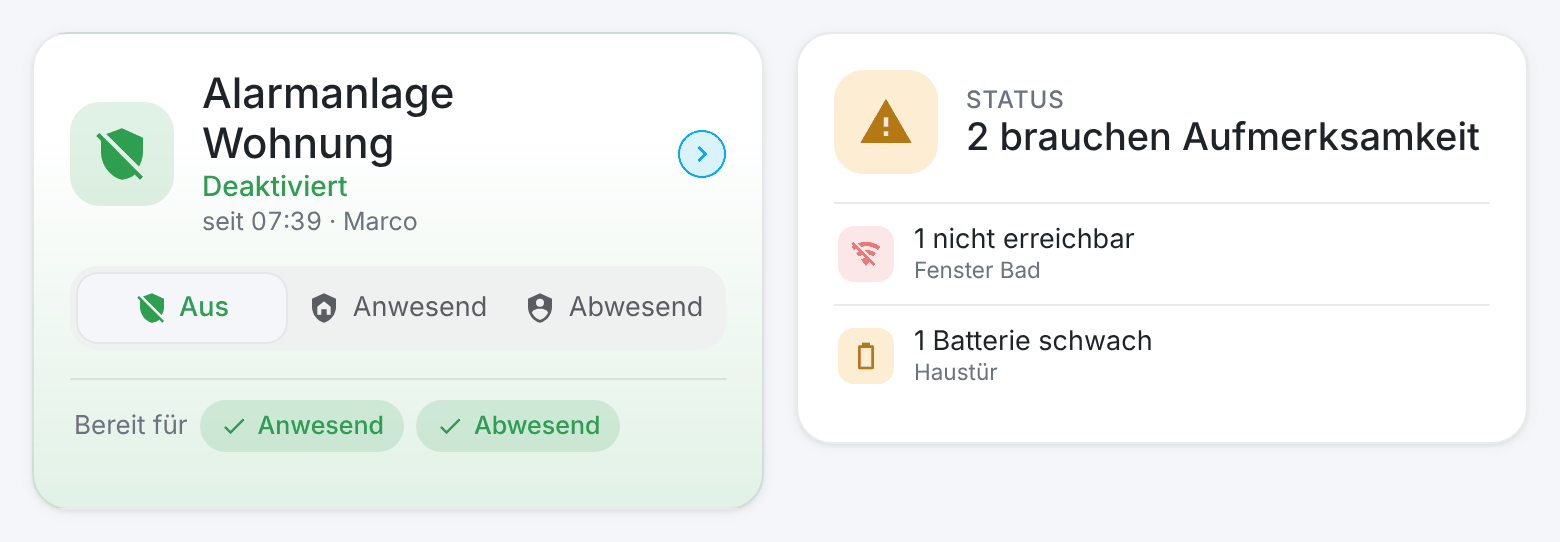 Alarmanlage
Wohnung
Deaktiviert
seit 07:39 · Marco
Aus
Anwesend
Abwesend
Bereit für
Anwesend
Abwesend
STATUS
2 brauchen Aufmerksamkeit
1 nicht erreichbar
Fenster Bad
1 Batterie schwach
Haustür